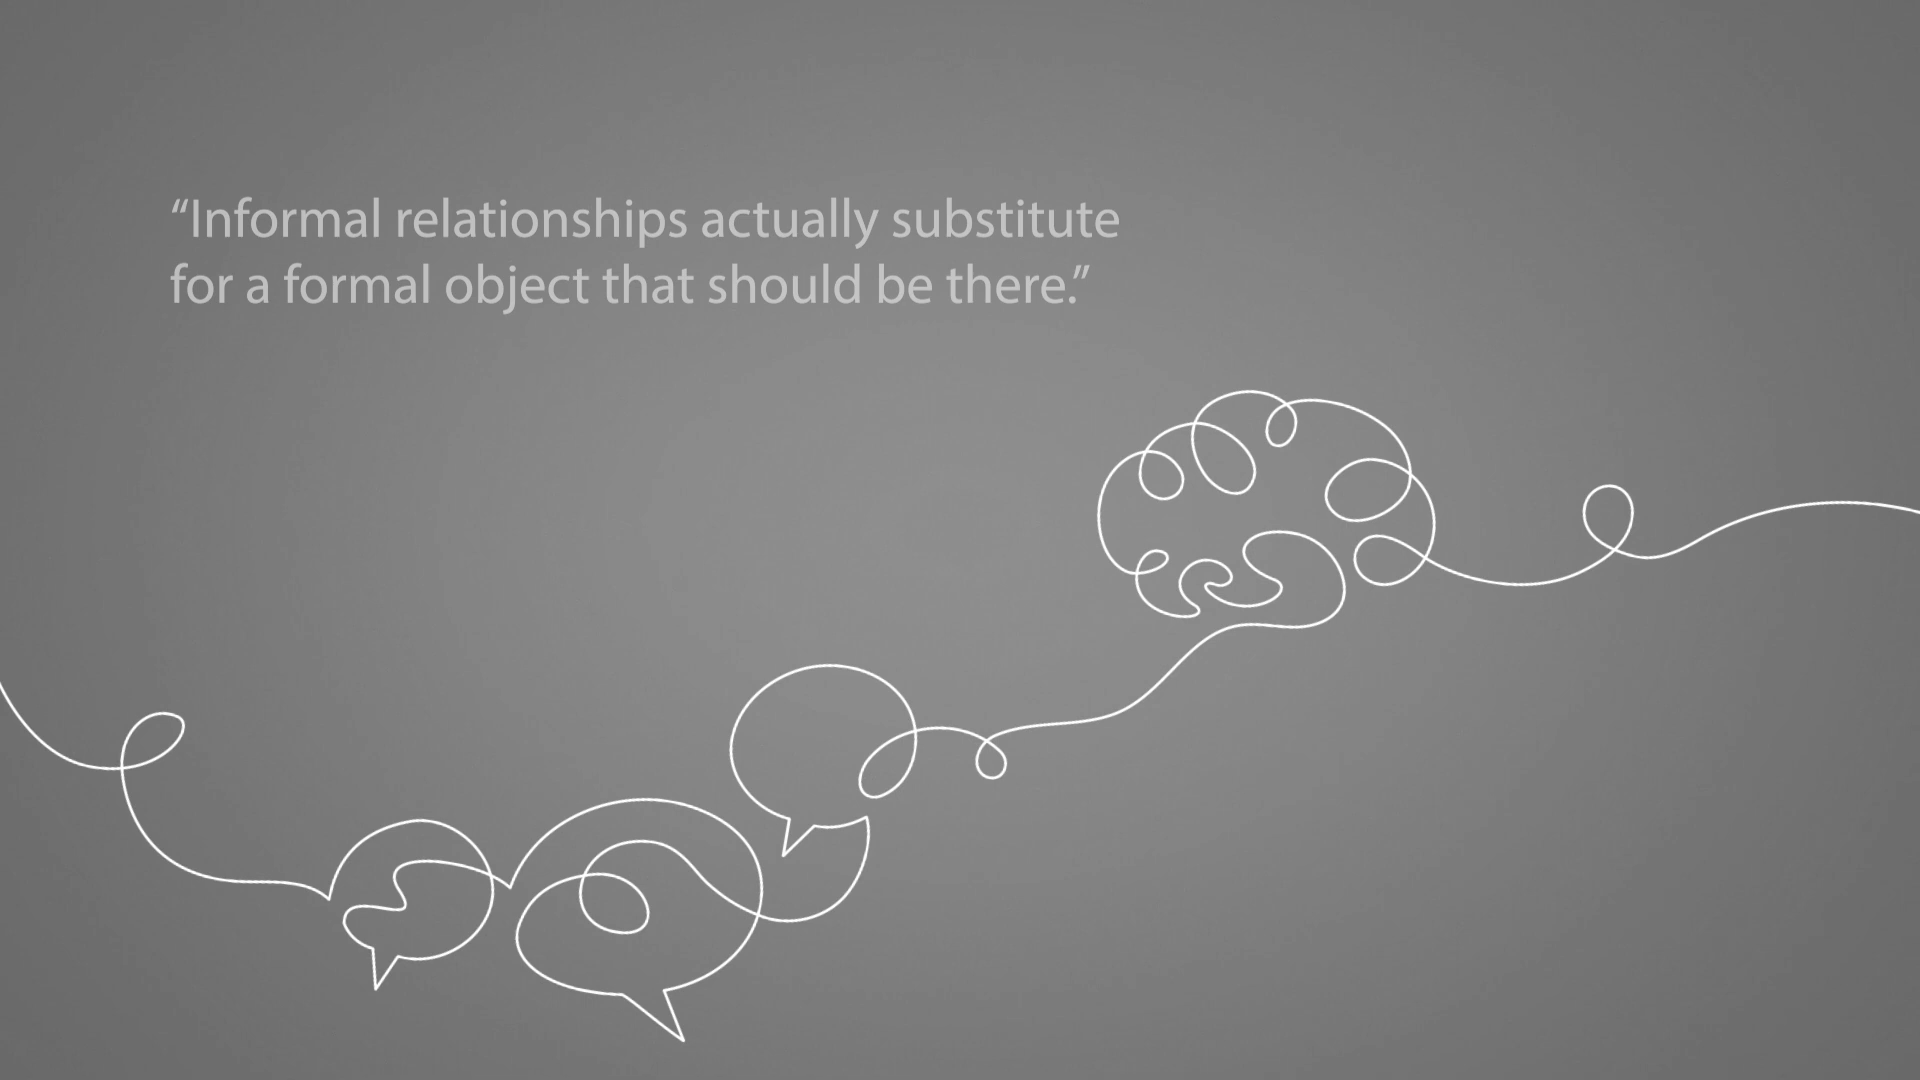 “Informal relationships actually substitute
for a formal object that should be there.”